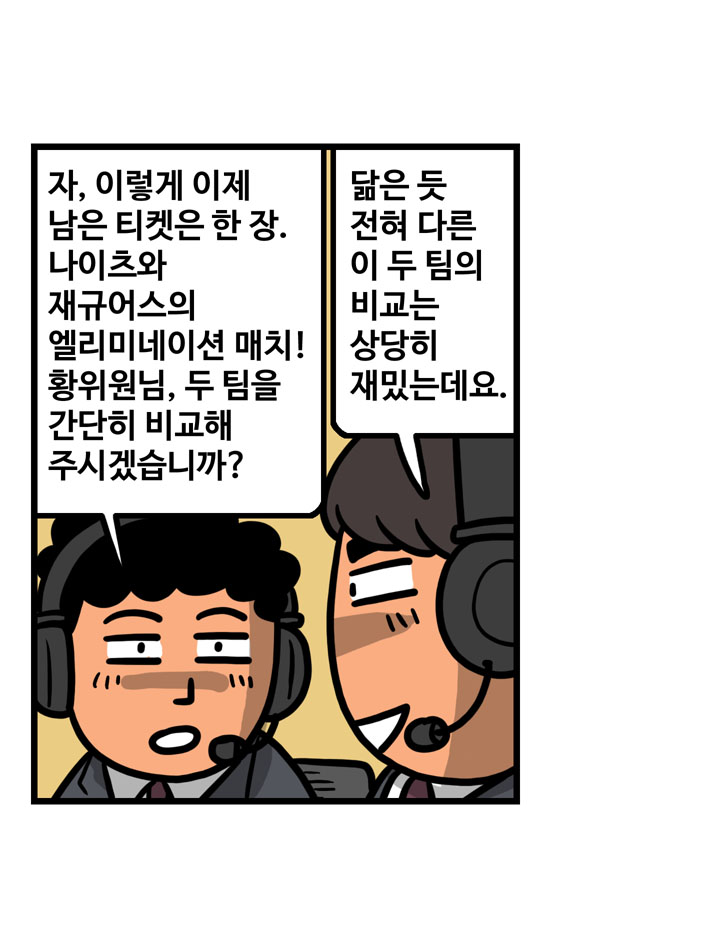 자, 이렇게 이제
남은 티켓은 한 장.
나이츠와
재규어스의
엘리미네이션 매치!
황위원님, 두 팀을
간단히 비교해
주시겠습니까?
닮은 듯
전혀 다른
이 두 팀의
비교는
상당히
재밌는데요.